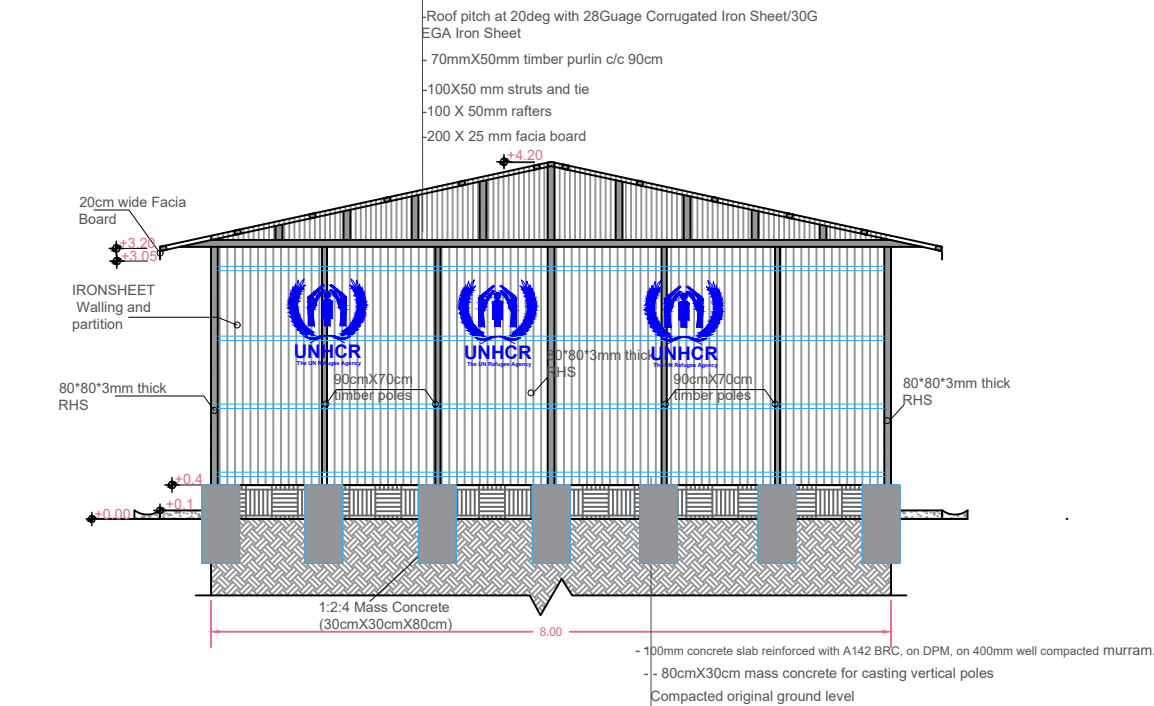 -Roof pitch at 20deg with 28Guage Corrugated Iron Sheet/30G
EGA Iron Sheet
- 70mmX50mm timber purlin c/c 90cm
-100X50 mm struts and tie
-100 X 50mm rafters
-200 X 25 mm facia board
+4.20
20cm wide Facia
Board
+3.20
+3.05
IRONSHEET
Walling and
partition
UNHCR
The UN Refugee Agency
UNHCR
The UN Refugee Agency
UNHCR
The UN Refugee Agency
80*80*3mm thick
RHS
90cmX70cm
timber poles
90cmX70cm
timber poles
80*80*3mm thick
RHS
80*80*3mm thick
RHS
+0.4
+0.1
+0.00
1:2:4 Mass Concrete
(30cmX30cmX80cm)
8.00
- 100mm concrete slab reinforced with A142 BRC, on DPM, on 400mm well compacted murram.
- - 80cmX30cm mass concrete for casting vertical poles
Compacted original ground level